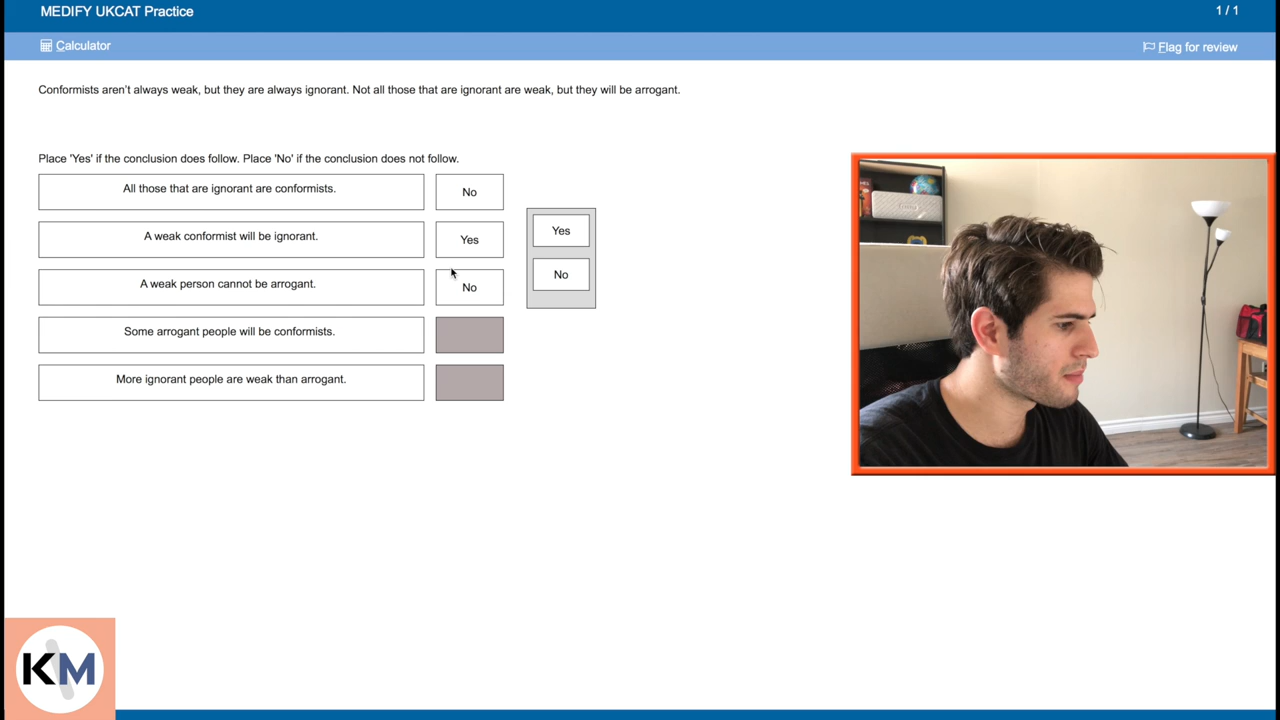 MEDIFY UKCAT Practice
1 / 1
Calculator
Flag for review
Conformists aren't always weak, but they are always ignorant. Not all those that are ignorant are weak, but they will be arrogant.
Place 'Yes' if the conclusion does follow. Place 'No' if the conclusion does not follow.
All those that are ignorant are conformists.
No
A weak conformist will be ignorant.
Yes
A weak person cannot be arrogant.
No
Some arrogant people will be conformists.
More ignorant people are weak than arrogant.
Yes
No
KM